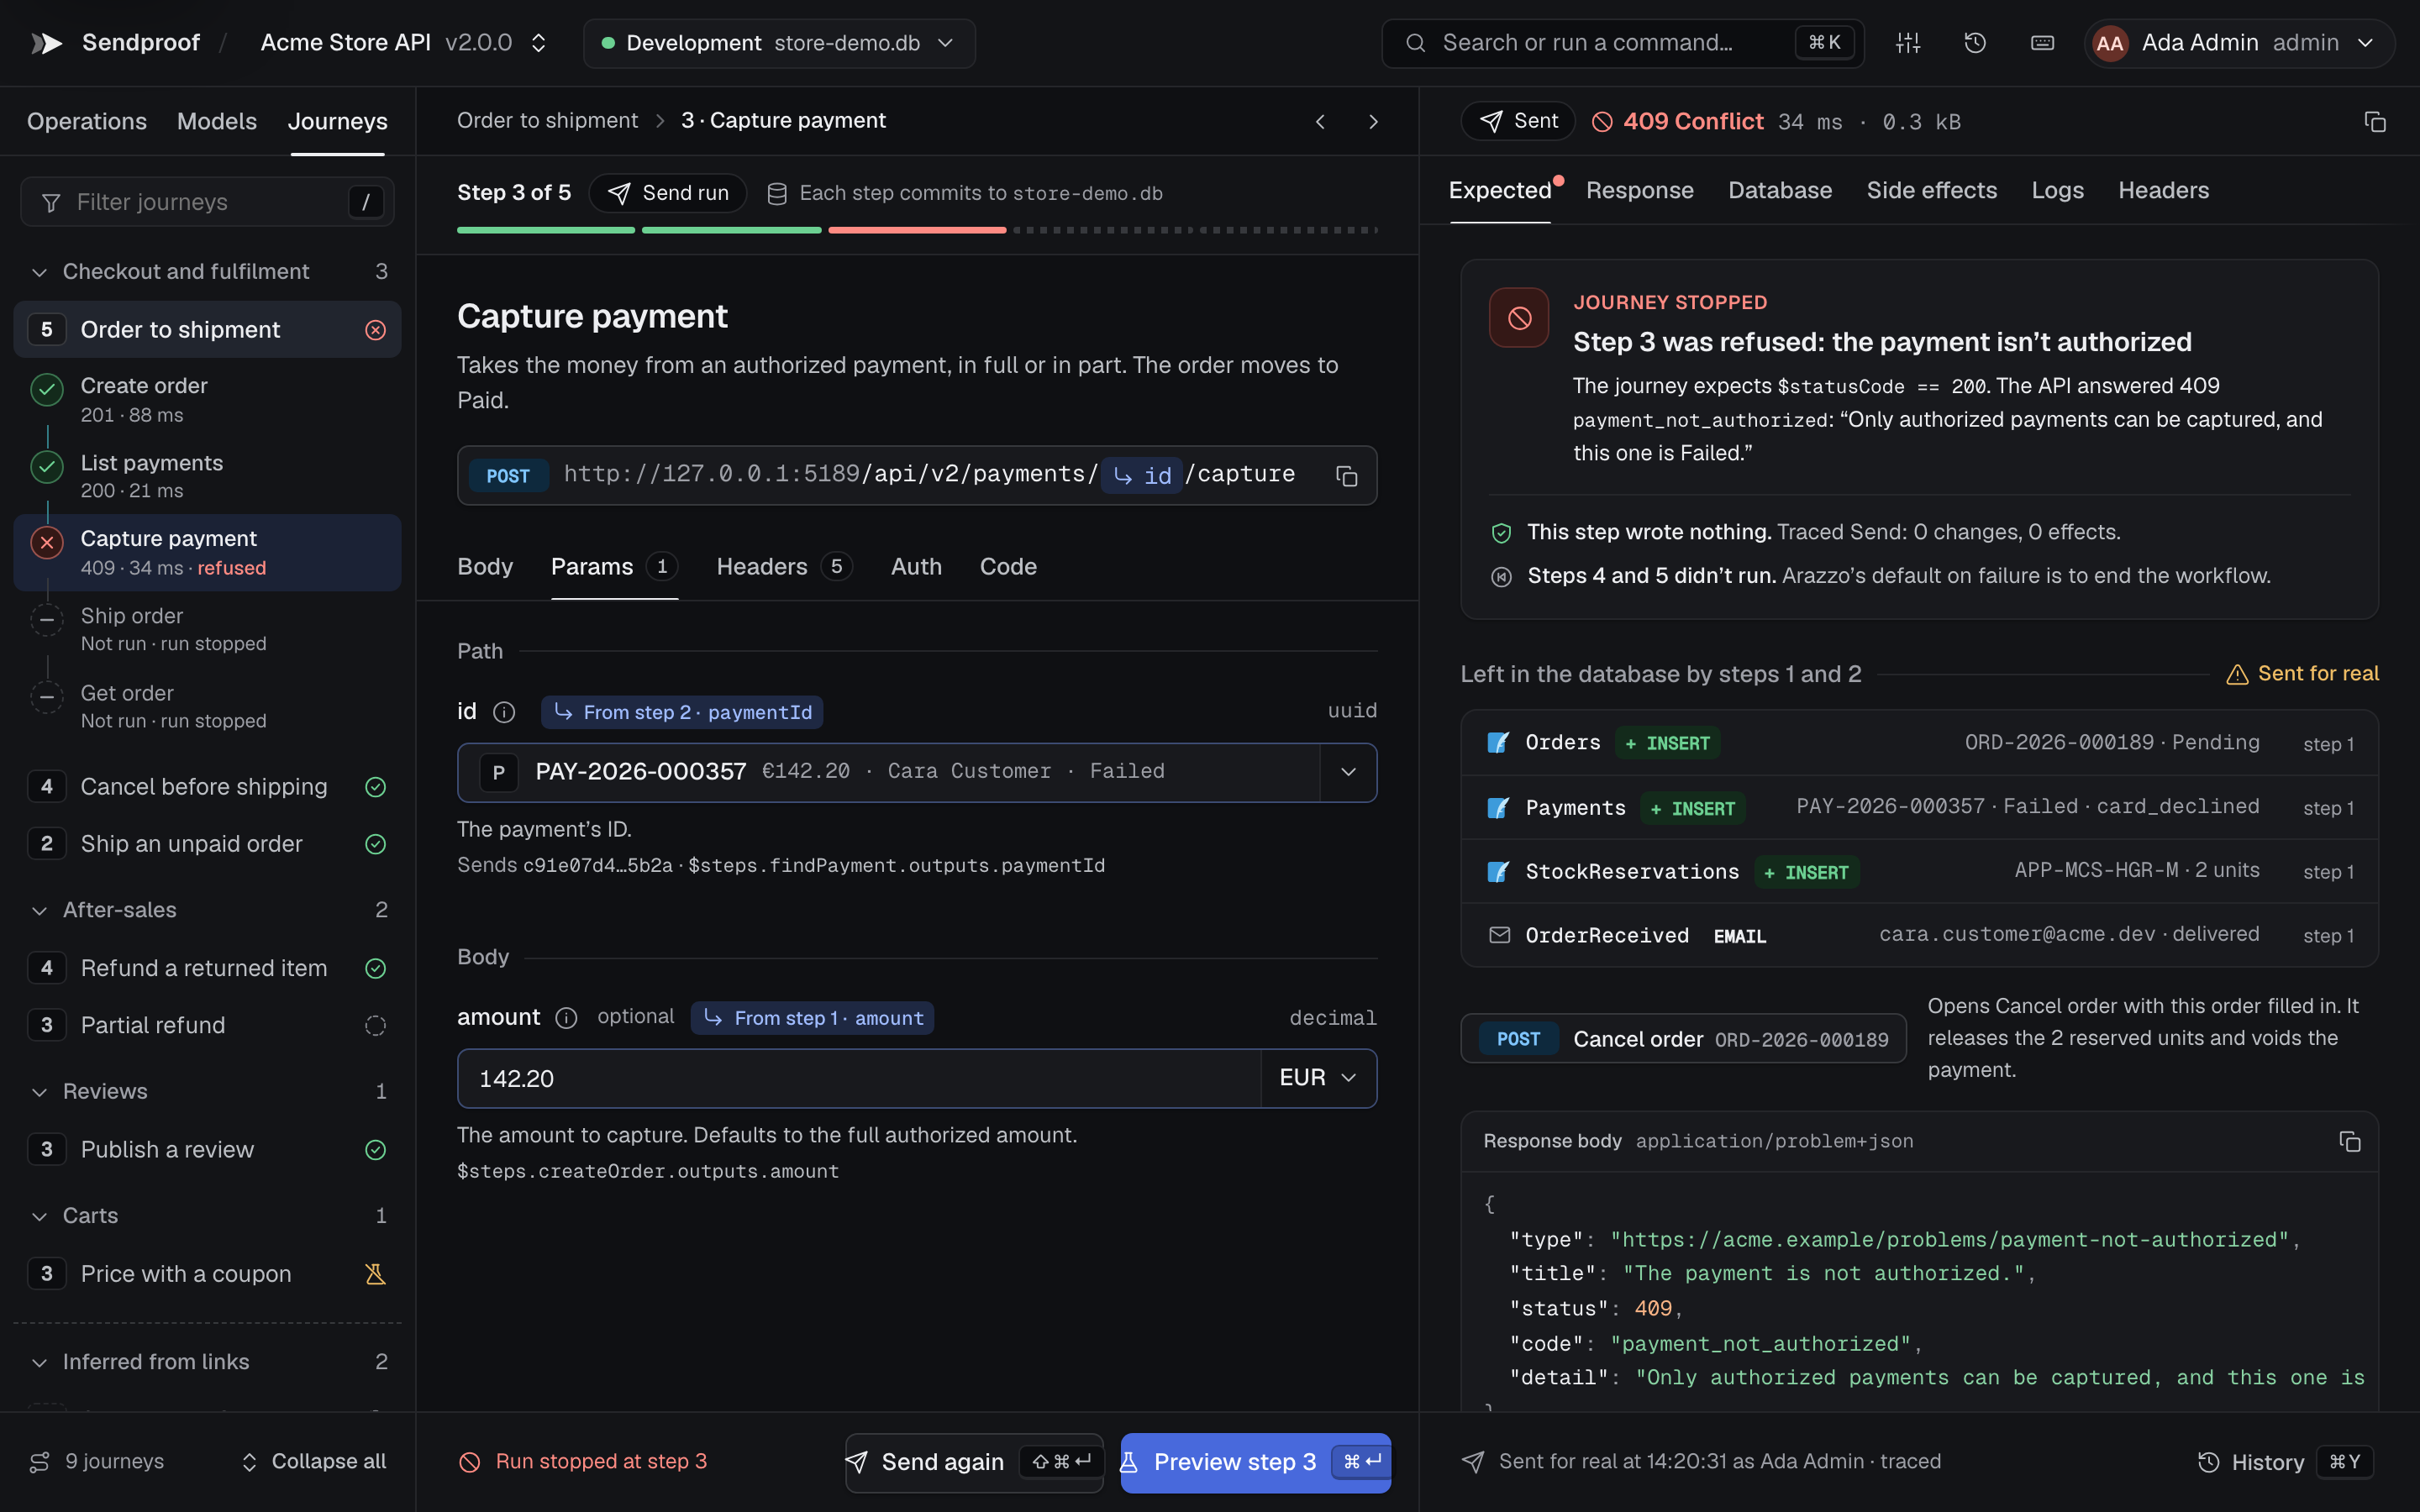 Sendproof / Acme Store API v2.0.0
Development store-demo.db
Search or run a command... ⌘K
AA Ada Admin admin
Operations Models Journeys
Filter journeys /
Checkout and fulfilment 3
5 Order to shipment
Create order
201 · 88 ms
List payments
200 · 21 ms
Capture payment
409 · 34 ms · refused
Ship order
Not run · run stopped
Get order
Not run · run stopped
4 Cancel before shipping
2 Ship an unpaid order
After-sales 2
4 Refund a returned item
3 Partial refund
Reviews 1
3 Publish a review
Carts 1
3 Price with a coupon
Inferred from links 2
9 journeys Collapse all
Order to shipment > 3 · Capture payment
Step 3 of 5 Send run Each step commits to store-demo.db
Capture payment
Takes the money from an authorized payment, in full or in part. The order moves to
Paid.
POST http://127.0.0.1:5189/api/v2/payments/ id /capture
Body Params 1 Headers 5 Auth Code
Path
id From step 2 · paymentId uuid
P PAY-2026-000357 €142.20 · Cara Customer · Failed
The payment’s ID.
Sends c91e07d4…5b2a · $steps.findPayment.outputs.paymentId
Body
amount optional From step 1 · amount decimal
142.20 EUR
The amount to capture. Defaults to the full authorized amount.
$steps.createOrder.outputs.amount
Run stopped at step 3 Send again ⇧⌘↵ Preview step 3 ⌘↵
Sent 409 Conflict 34 ms · 0.3 kB
Expected Response Database Side effects Logs Headers
JOURNEY STOPPED
Step 3 was refused: the payment isn’t authorized
The journey expects $statusCode == 200. The API answered 409
payment_not_authorized: “Only authorized payments can be captured, and
this one is Failed.”
This step wrote nothing. Traced Send: 0 changes, 0 effects.
Steps 4 and 5 didn’t run. Arazzo’s default on failure is to end the workflow.
Left in the database by steps 1 and 2 Sent for real
Orders + INSERT ORD-2026-000189 · Pending step 1
Payments + INSERT PAY-2026-000357 · Failed · card_declined step 1
StockReservations + INSERT APP-MCS-HGR-M · 2 units step 1
OrderReceived EMAIL cara.customer@acme.dev · delivered step 1
POST Cancel order ORD-2026-000189
Opens Cancel order with this order filled in. It
releases the 2 reserved units and voids the
payment.
Response body application/problem+json
{
"type": "https://acme.example/problems/payment-not-authorized",
"title": "The payment is not authorized.",
"status": 409,
"code": "payment_not_authorized",
"detail": "Only authorized payments can be captured, and this one is
Sent for real at 14:20:31 as Ada Admin · traced History ⌘Y